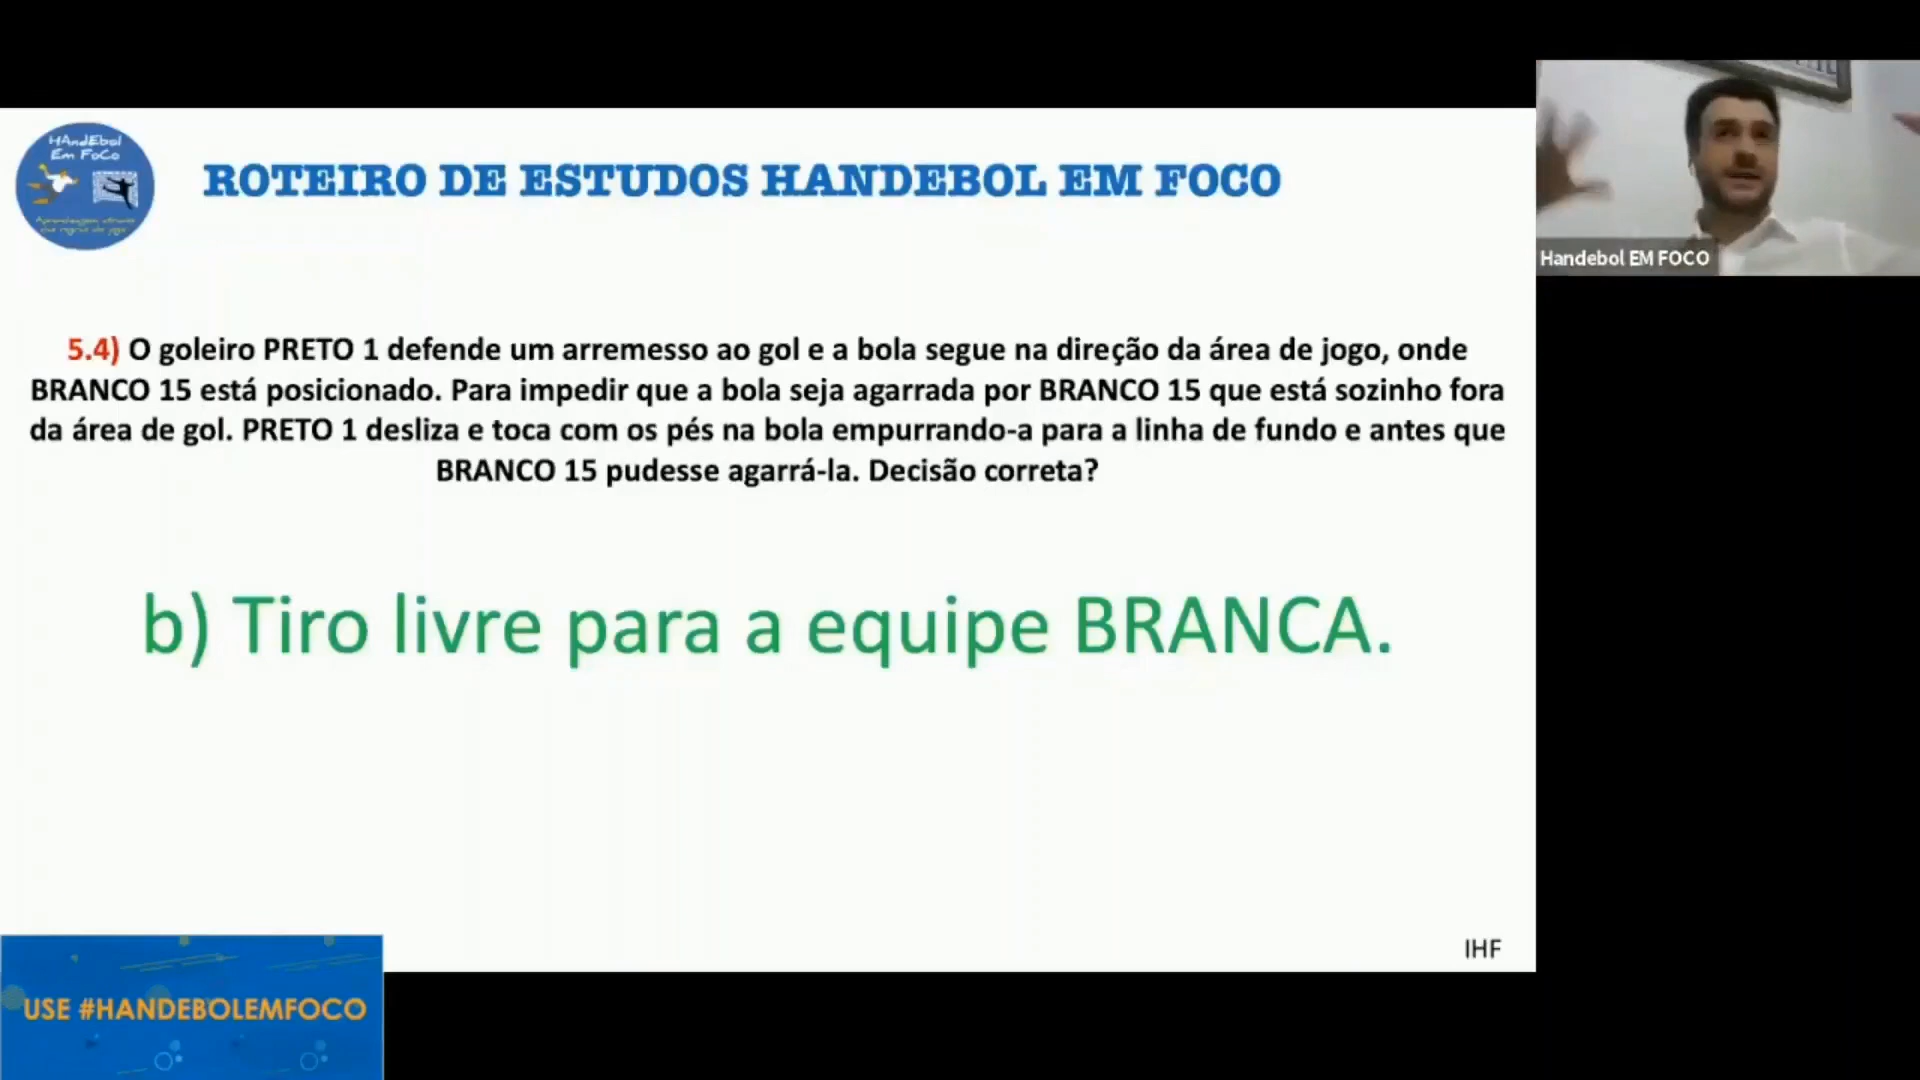 HAndEbol
Em FoCo
ROTEIRO DE ESTUDOS HANDEBOL EM FOCO
Handebol EM FOCO
5.4) O goleiro PRETO 1 defende um arremesso ao gol e a bola segue na direção da área de jogo, onde
BRANCO 15 está posicionado. Para impedir que a bola seja agarrada por BRANCO 15 que está sozinho fora
da área de gol. PRETO 1 desliza e toca com os pés na bola empurrando-a para a linha de fundo e antes que
BRANCO 15 pudesse agarrá-la. Decisão correta?
b) Tiro livre para a equipe BRANCA.
IHF
USE #HANDEBOLEMFOCO